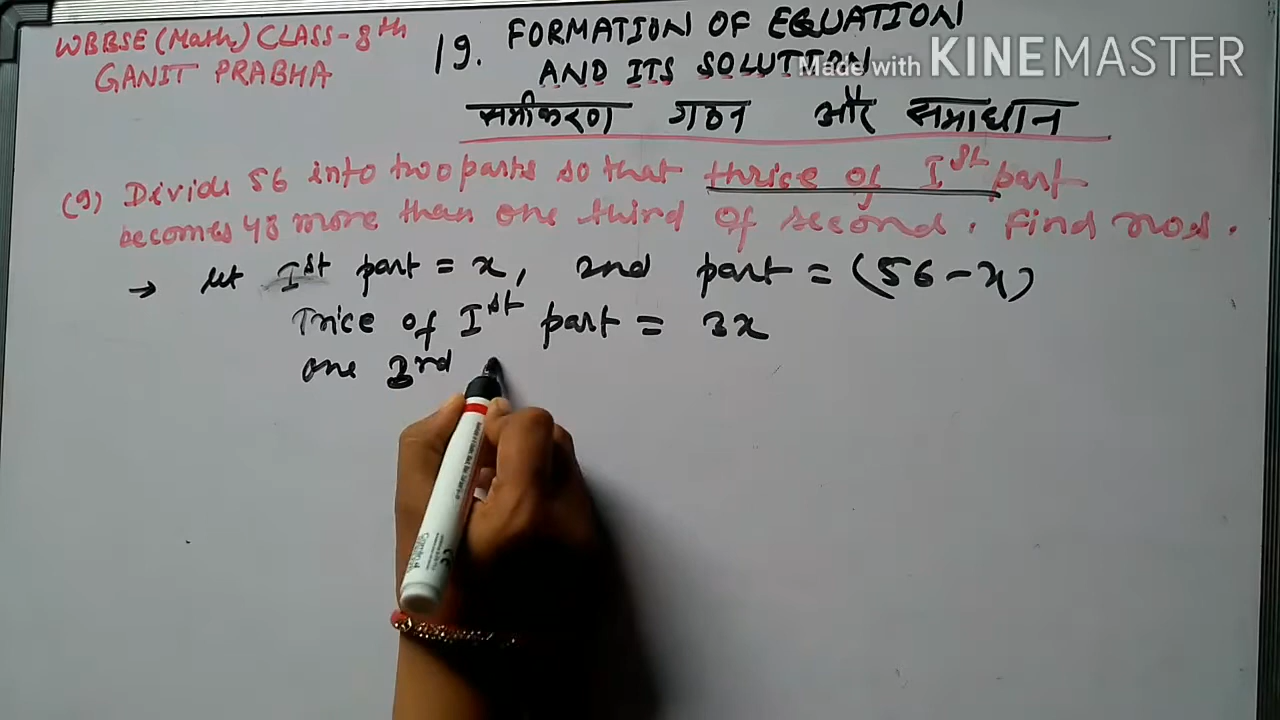 WBBSE (Math) CLASS-8th
GANIT PRABHA
19. FORMATION OF EQUATION
AND ITS SOLUTION
Made with KINEMASTER
समीकरण गठन और समाधान
(9) Divide 56 into two parts so that thrice of Ist part
becomes 48 more than one third of second. Find nos.
→ let Ist part = x, 2nd part = (56-x)
Trice of Ist part = 3x
one 3rd